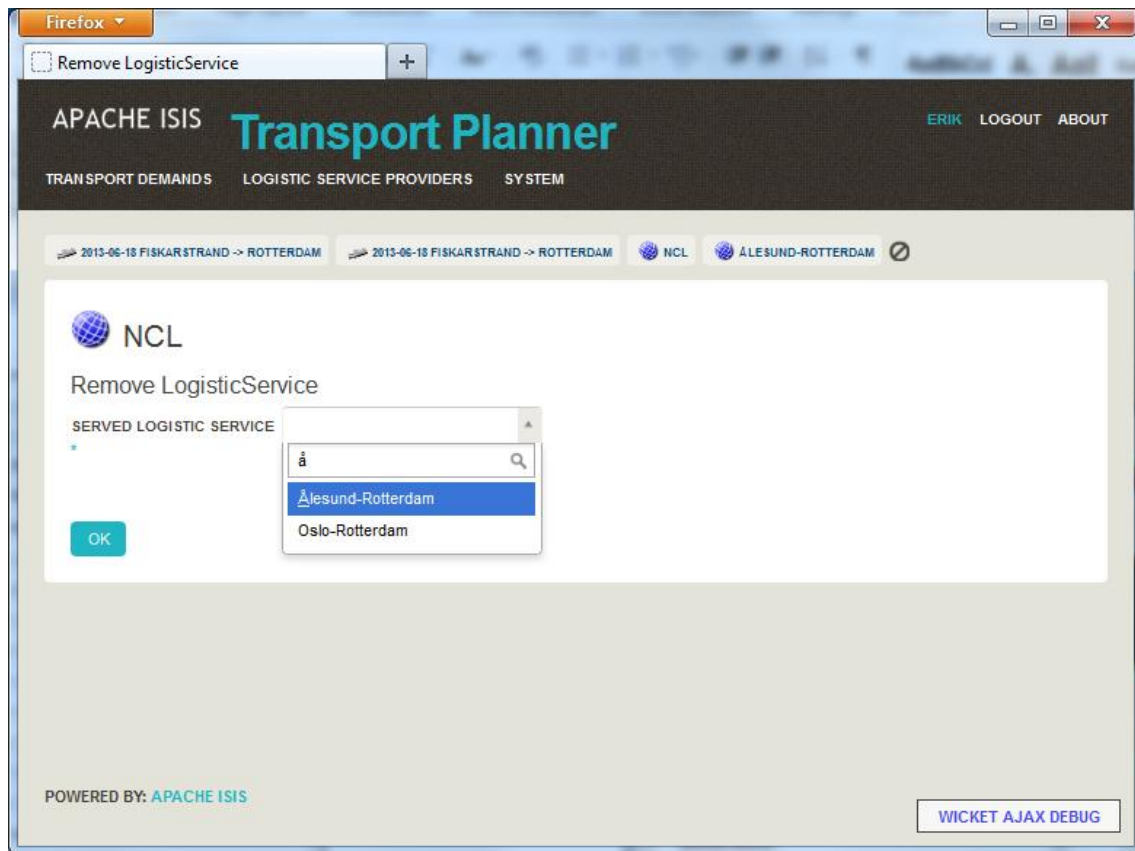 Firefox
Remove LogisticService
APACHE ISIS Transport Planner
ERIK LOGOUT ABOUT
TRANSPORT DEMANDS LOGISTIC SERVICE PROVIDERS SYSTEM
2013-06-18 FISKARSTRAND -> ROTTERDAM 2013-06-18 FISKARSTRAND -> ROTTERDAM NCL ÅLESUND-ROTTERDAM
NCL
Remove LogisticService
SERVED LOGISTIC SERVICE
*
å
Ålesund-Rotterdam
Oslo-Rotterdam
OK
POWERED BY: APACHE ISIS
WICKET AJAX DEBUG